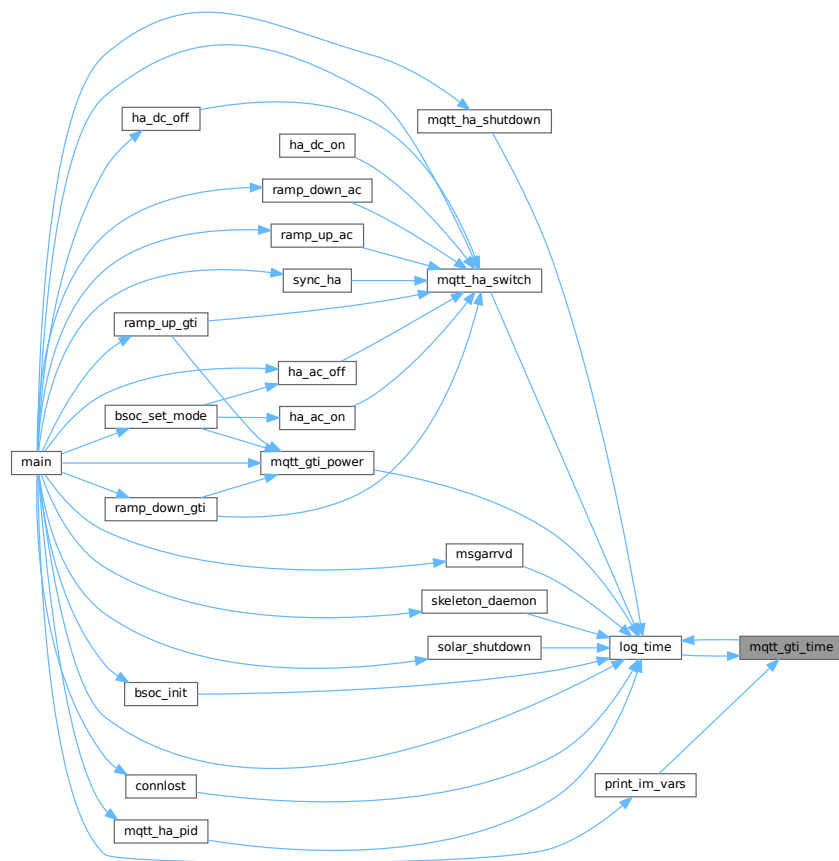 mqtt_ha_shutdown
ha_dc_off
ha_dc_on
ramp_down_ac
ramp_up_ac
sync_ha
mqtt_ha_switch
ramp_up_gti
ha_ac_off
bsoc_set_mode
ha_ac_on
main
mqtt_gti_power
ramp_down_gti
msgarrvd
skeleton_daemon
solar_shutdown
log_time
mqtt_gti_time
bsoc_init
connlost
print_im_vars
mqtt_ha_pid